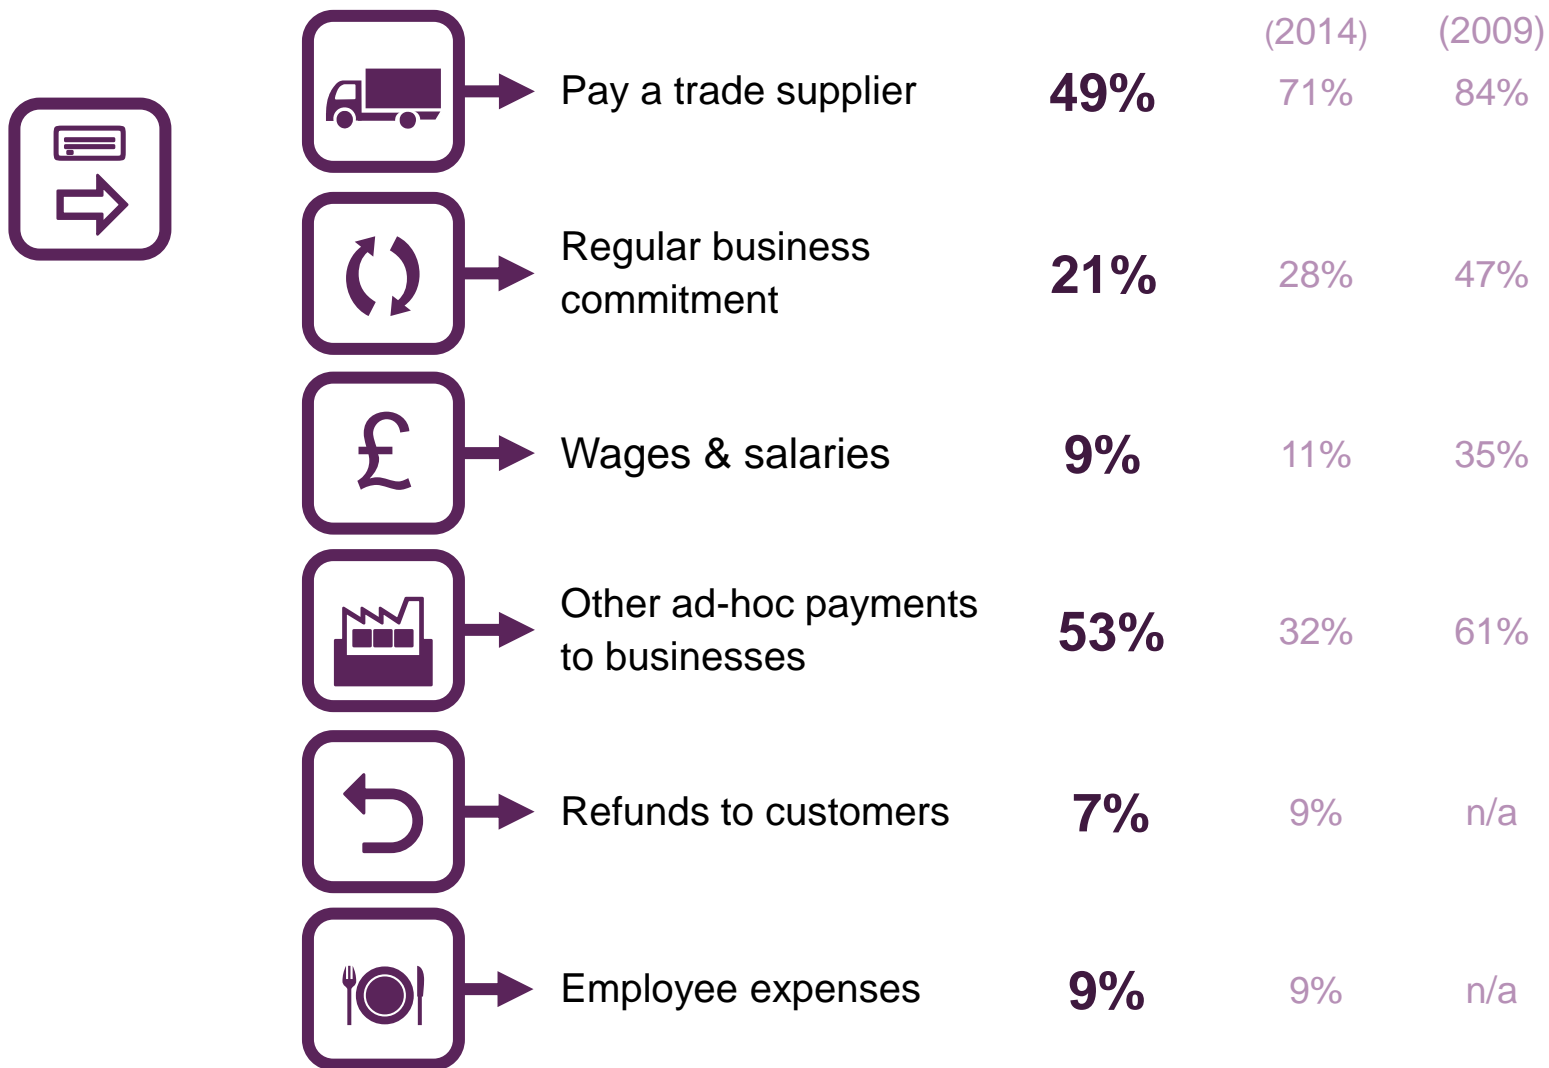 (2014) (2009)
Pay a trade supplier 49% 71% 84%
Regular business
commitment 21% 28% 47%
£ Wages & salaries 9% 11% 35%
Other ad-hoc payments
to businesses 53% 32% 61%
Refunds to customers 7% 9% n/a
Employee expenses 9% 9% n/a